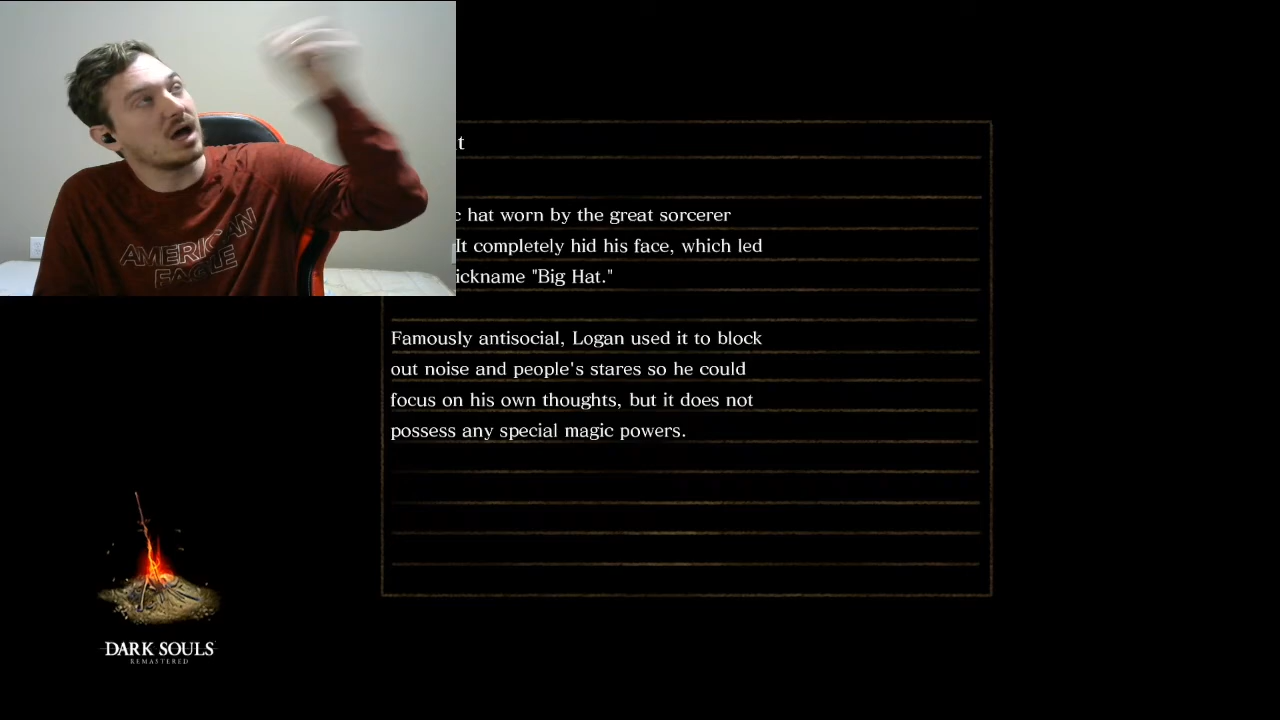 AMERICAN
EAGLE
t
c hat worn by the great sorcerer
It completely hid his face, which led
ickname "Big Hat."
Famously antisocial, Logan used it to block
out noise and people's stares so he could
focus on his own thoughts, but it does not
possess any special magic powers.
DARK SOULS
REMASTERED